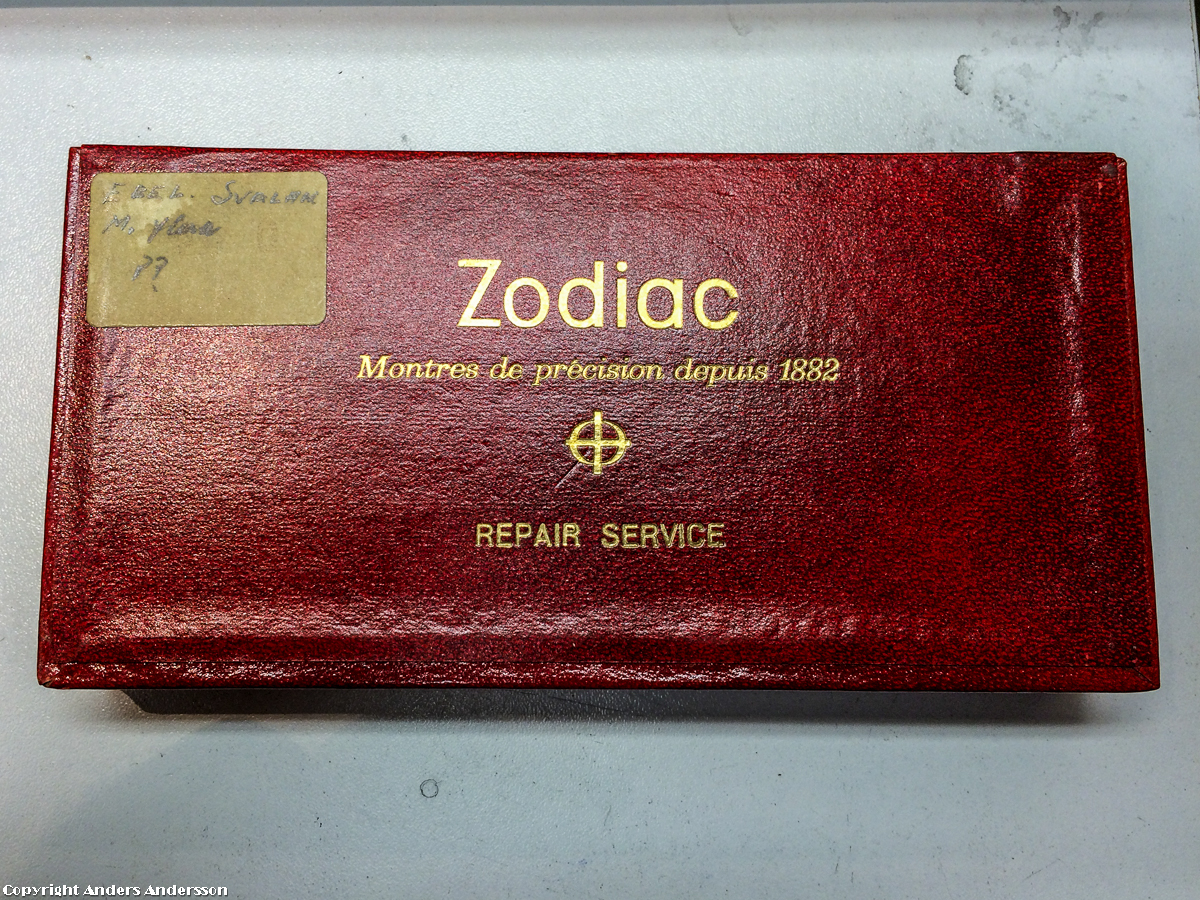 M.
??
Zodiac
Montres de précision depuis 1882
REPAIR SERVICE
Copyright Anders Andersson